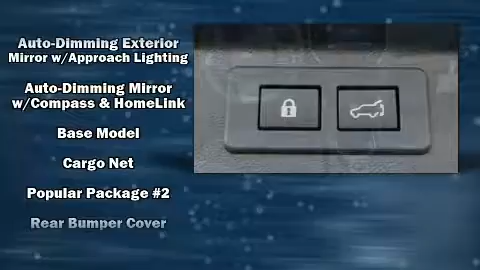 Auto-Dimming Exterior
Mirror w/Approach Lighting
Auto-Dimming Mirror
w/Compass & HomeLink
Base Model
Cargo Net
Popular Package #2
Rear Bumper Cover